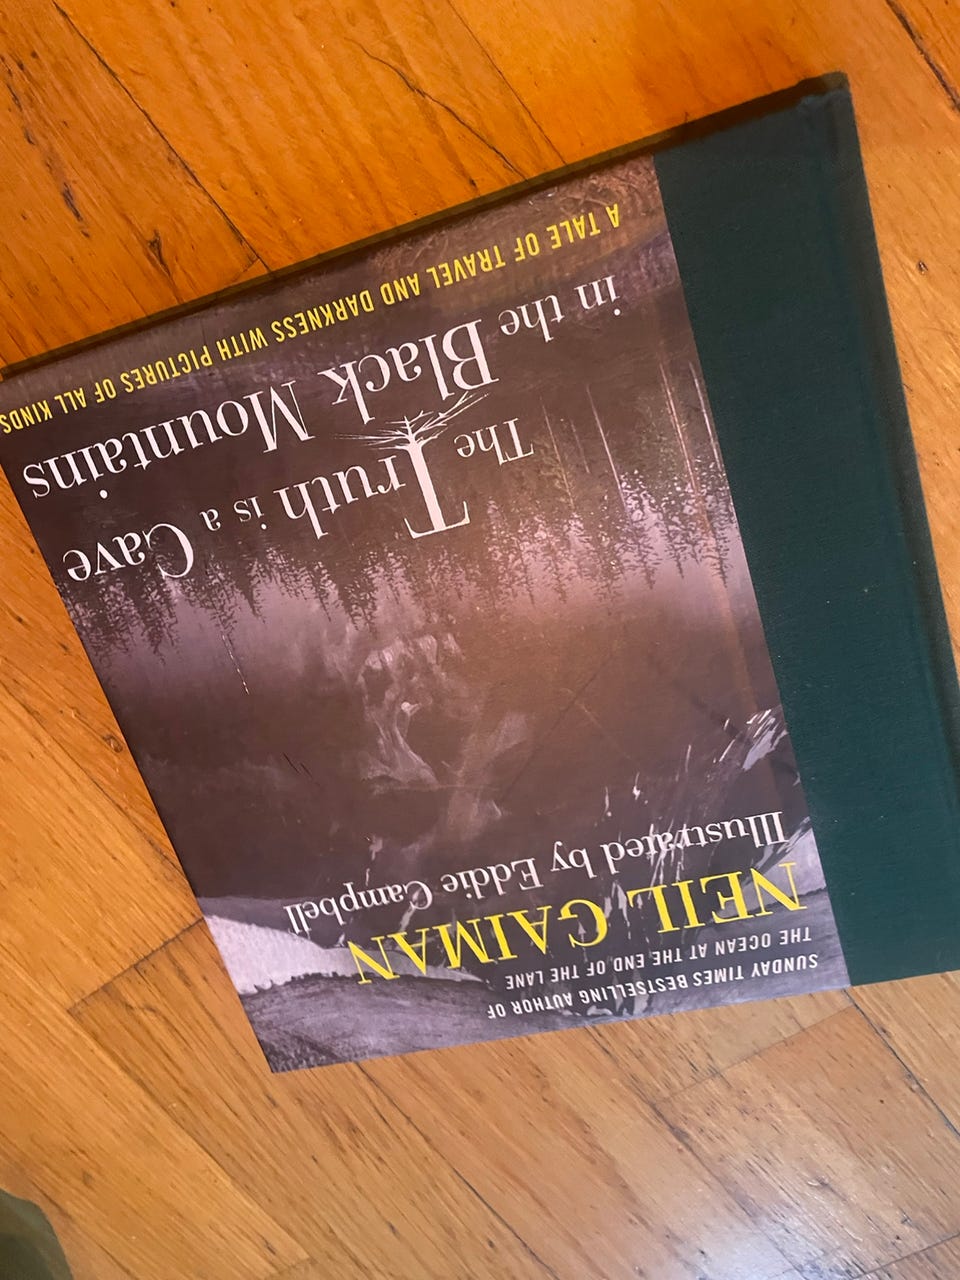 SUNDAY TIMES BESTSELLING AUTHOR OF
THE OCEAN AT THE END OF THE LANE
NEIL GAIMAN
Illustrated by Eddie Campbell
The
Truth is a Cave
in the Black Mountains
A TALE OF TRAVEL AND DARKNESS WITH PICTURES OF ALL KINDS